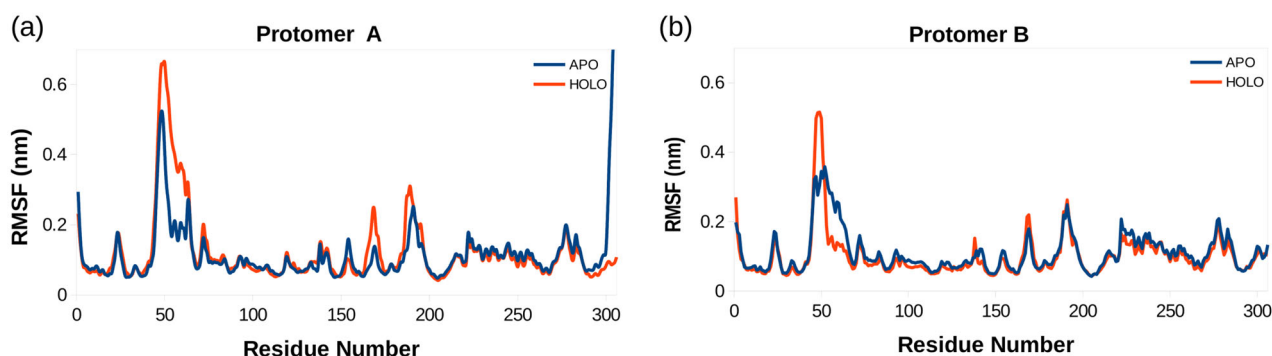 (a)
Protomer A
APO
HOLO
RMSF (nm)
0.6
0.4
0.2
0
0 50 100 150 200 250 300
Residue Number
(b)
Protomer B
APO
HOLO
RMSF (nm)
0.6
0.4
0.2
0
0 50 100 150 200 250 300
Residue Number